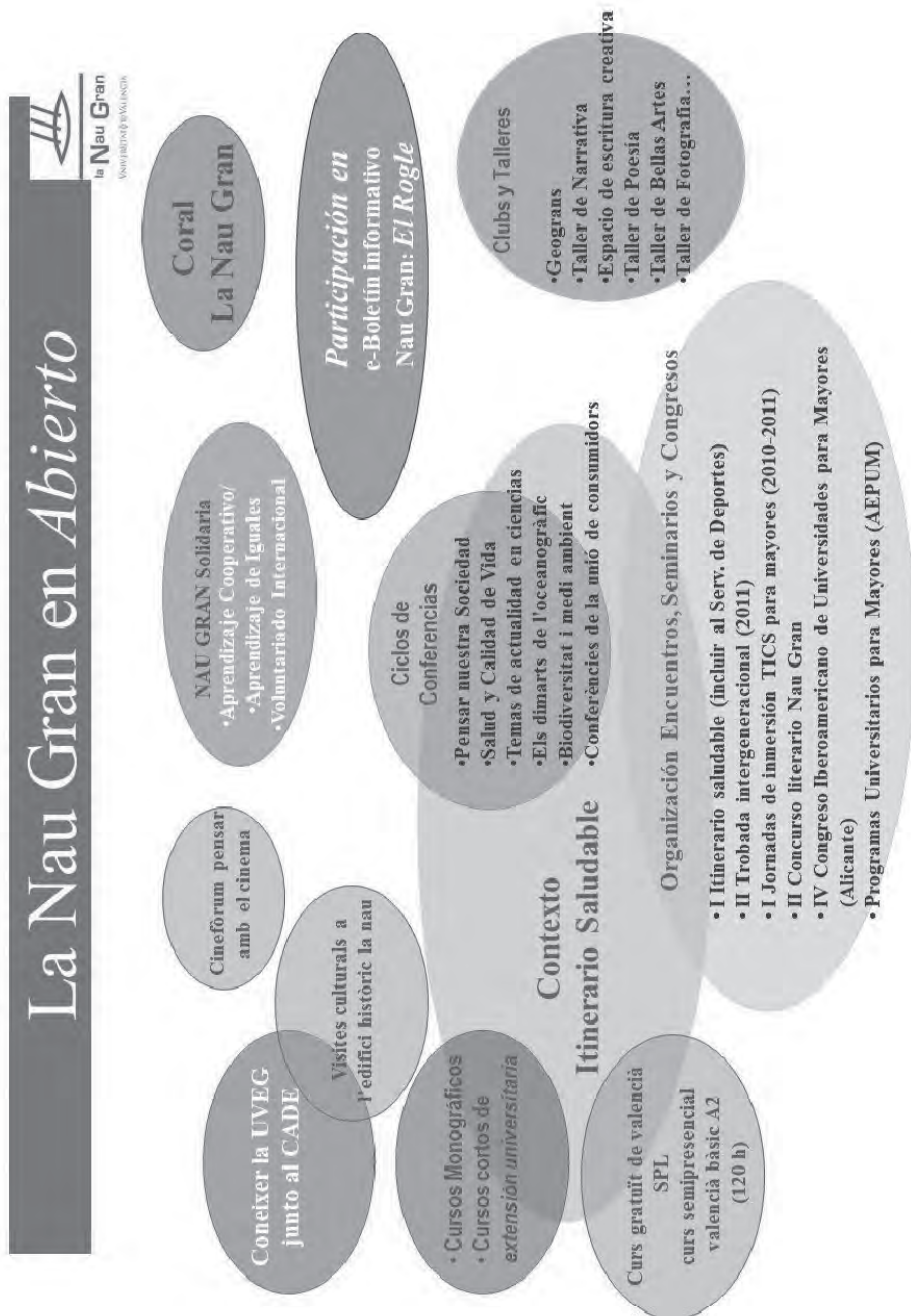 La Nau Gran en Abierto
la Nau Gran
VNIVERSITATӘVALÈNCIA
Coneixer la UVEG
junto al CADE
Visites culturals a
l'edifici històric la nau
Cinefòrum pensar
amb el cinema
NAU GRAN Solidaria
•Aprendizaje Cooperativo/
•Aprendizaje de Iguales
•Voluntariado Internacional
Coral
La Nau Gran
Participación en
e-Boletín informativo
Nau Gran: El Rogle
• Cursos Monográficos
• Cursos cortos de
extensión universitaria
Contexto
Itinerario Saludable
Ciclos de
Conferencias
•Pensar nuestra Sociedad
•Salud y Calidad de Vida
•Temas de actualidad en ciencias
•Els dimarts de l'oceanogràfic
•Biodiversitat i medi ambient
•Conferències de la unió de consumidors
Clubs y Talleres
•Geograns
•Taller de Narrativa
•Espacio de escritura creativa
•Taller de Poesía
•Taller de Bellas Artes
•Taller de Fotografía...
Curs gratuït de valencià
SPL
curs semipresencial
valencià bàsic A2
(120 h)
Organización Encuentros, Seminarios y Congresos
• I Itinerario saludable (incluir al Serv. de Deportes)
• II Trobada intergeneracional (2011)
• I Jornadas de inmersión TICS para mayores (2010-2011)
• II Concurso literario Nau Gran
• IV Congreso Iberoamericano de Universidades para Mayores
(Alicante)
• Programas Universitarios para Mayores (AEPUM)